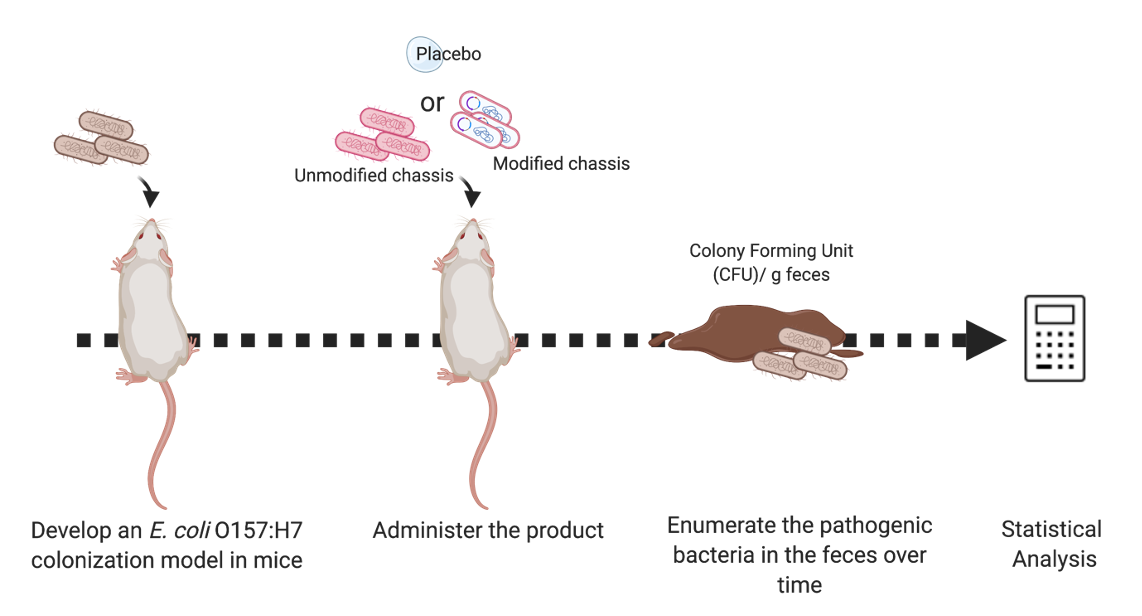 Placebo
or
Modified chassis
Unmodified chassis
Colony Forming Unit
(CFU)/ g feces
Develop an E. coli O157:H7
colonization model in mice
Administer the product
Enumerate the pathogenic
bacteria in the feces over
time
Statistical
Analysis